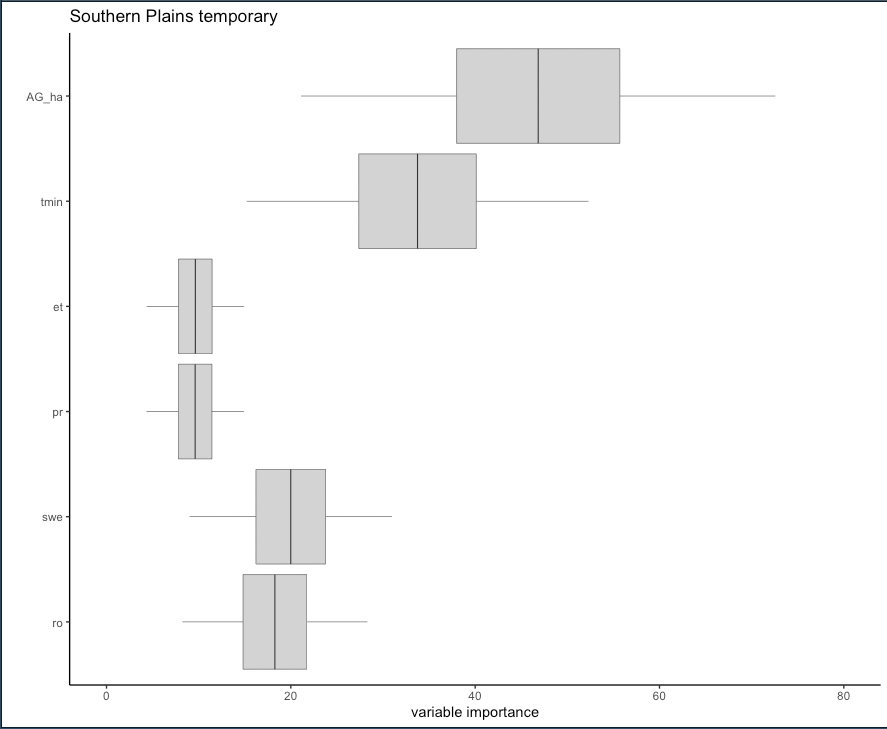 Southern Plains temporary
AG_ha
tmin
et
pr
swe
ro
0 20 40 60 80
variable importance